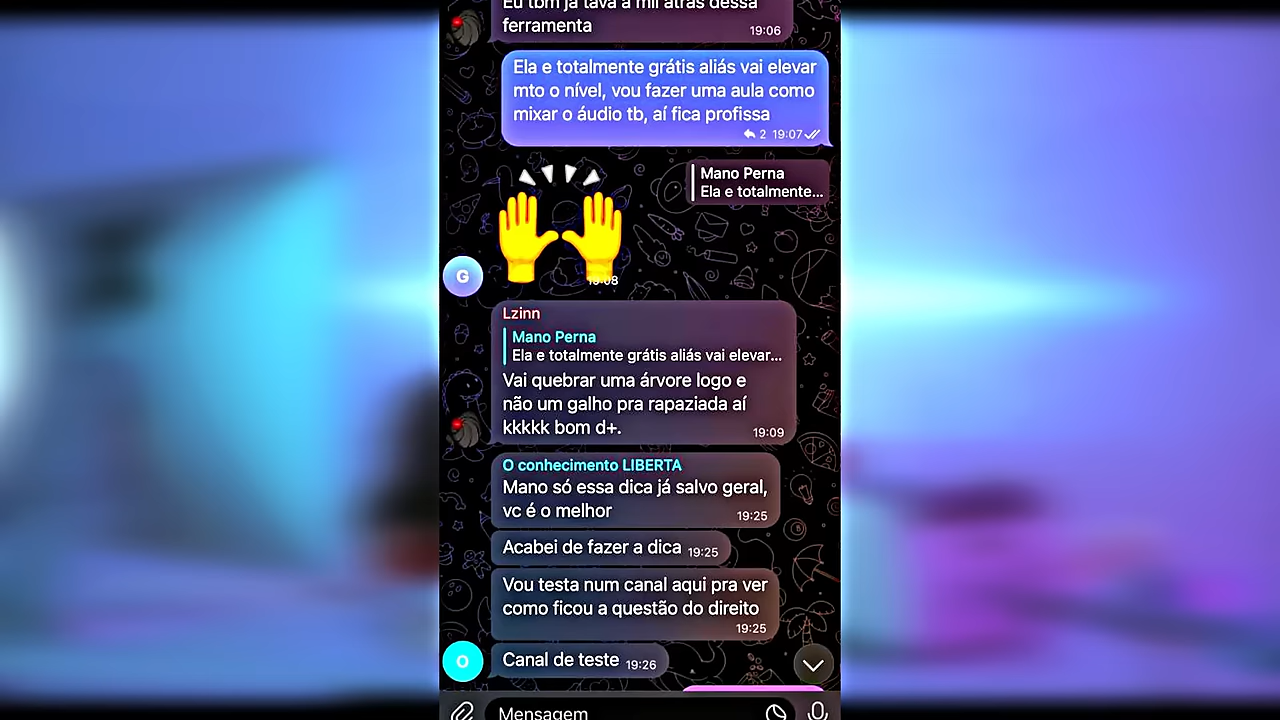 Eu tbm já tava a mil atrás dessa
ferramenta
19:06
Ela e totalmente grátis aliás vai elevar
mto o nível, vou fazer uma aula como
mixar o áudio tb, aí fica profissa
2 19:07
Mano Perna
Ela e totalmente...
19:08
G
Lzinn
Mano Perna
Ela e totalmente grátis aliás vai elevar...
Vai quebrar uma árvore logo e
não um galho pra rapaziada aí
kkkkk bom d+.
19:09
O conhecimento LIBERTA
Mano só essa dica já salvo geral,
vc é o melhor
19:25
Acabei de fazer a dica 19:25
Vou testa num canal aqui pra ver
como ficou a questão do direito
19:25
O
Canal de teste 19:26
Mensagem